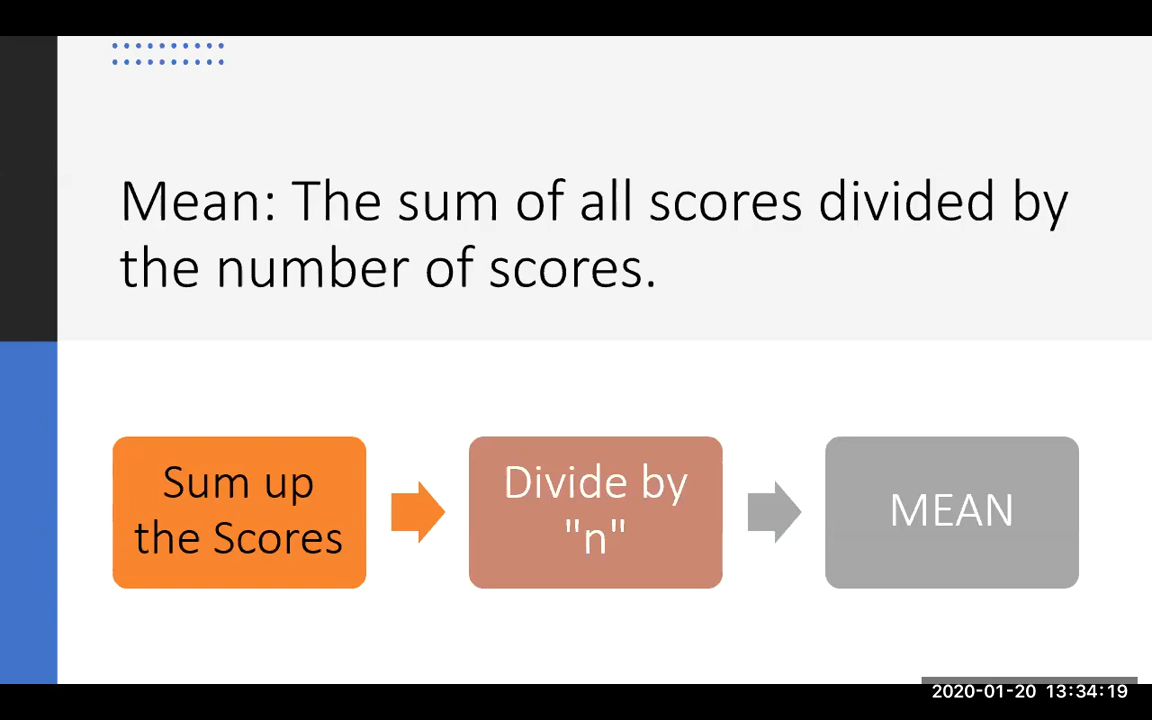 Mean: The sum of all scores divided by
the number of scores.
Sum up
the Scores
Divide by
"n"
MEAN
2020-01-20 13:34:19